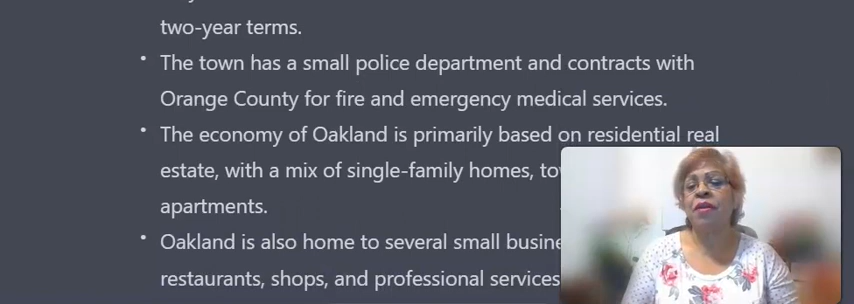 two-year terms.
• The town has a small police department and contracts with
Orange County for fire and emergency medical services.
• The economy of Oakland is primarily based on residential real
estate, with a mix of single-family homes,
apartments.
• Oakland is also home to several small
restaurants, shops, and professional services